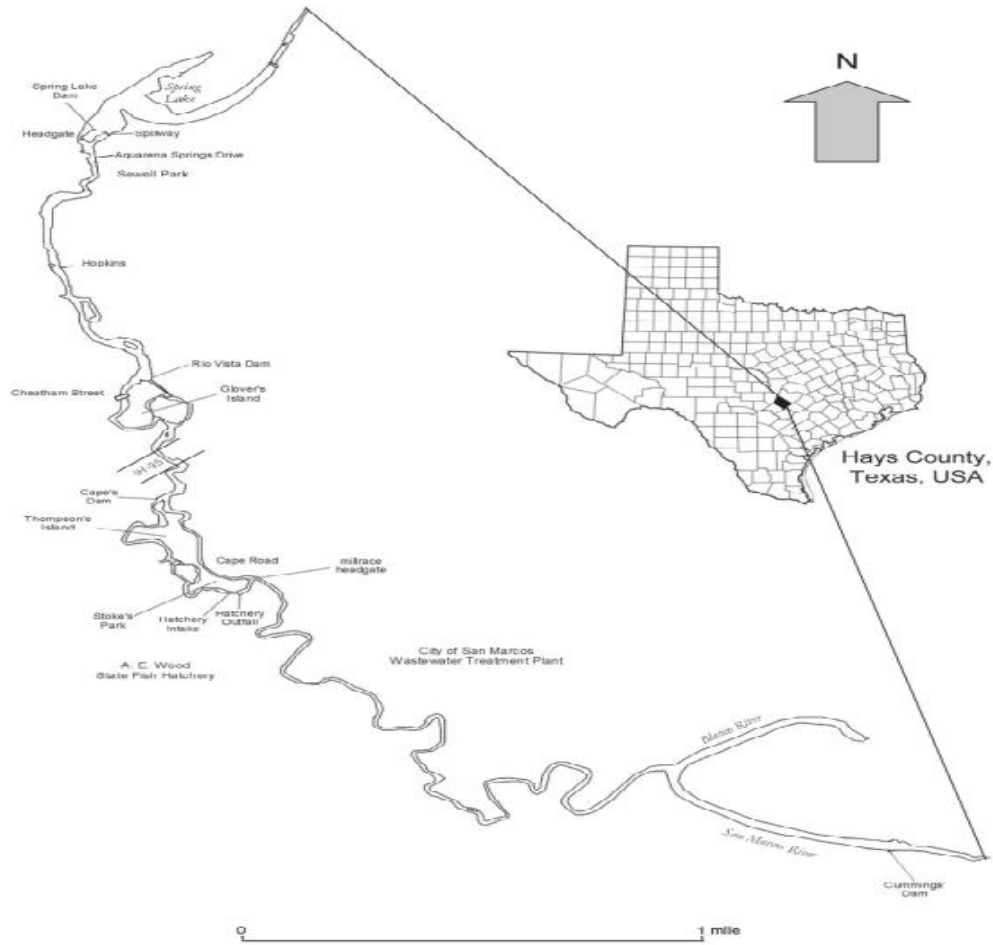 N
Spring Lake
Dam
Spring
Lake
Headgate
Spillway
Aquarena Springs Drive
Sewell Park
Hopkins
Rio Vista Dam
Cheatham Street
Glover's
Island
IH-35
Hays County,
Texas, USA
Cape's
Dam
Thompson's
Island
Cape Road
millrace
headgate
Stoke's
Park
Hatchery
Intake
Hatchery
Outfall
City of San Marcos
Wastewater Treatment Plant
A. E. Wood
State Fish Hatchery
Blanco River
San Marcos River
Cummings'
Dam
0
1 mile